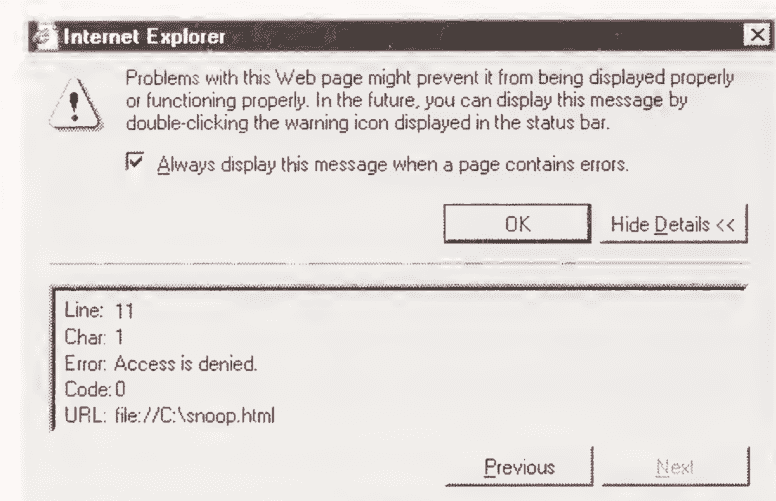 Internet Explorer
Problems with this Web page might prevent it from being displayed properly
or functioning properly. In the future, you can display this message by
double-clicking the warning icon displayed in the status bar.
Always display this message when a page contains errors.
OK
Hide Details <<
Line: 11
Char: 1
Error: Access is denied.
Code: 0
URL: file://C:\snoop.html
Previous
Next